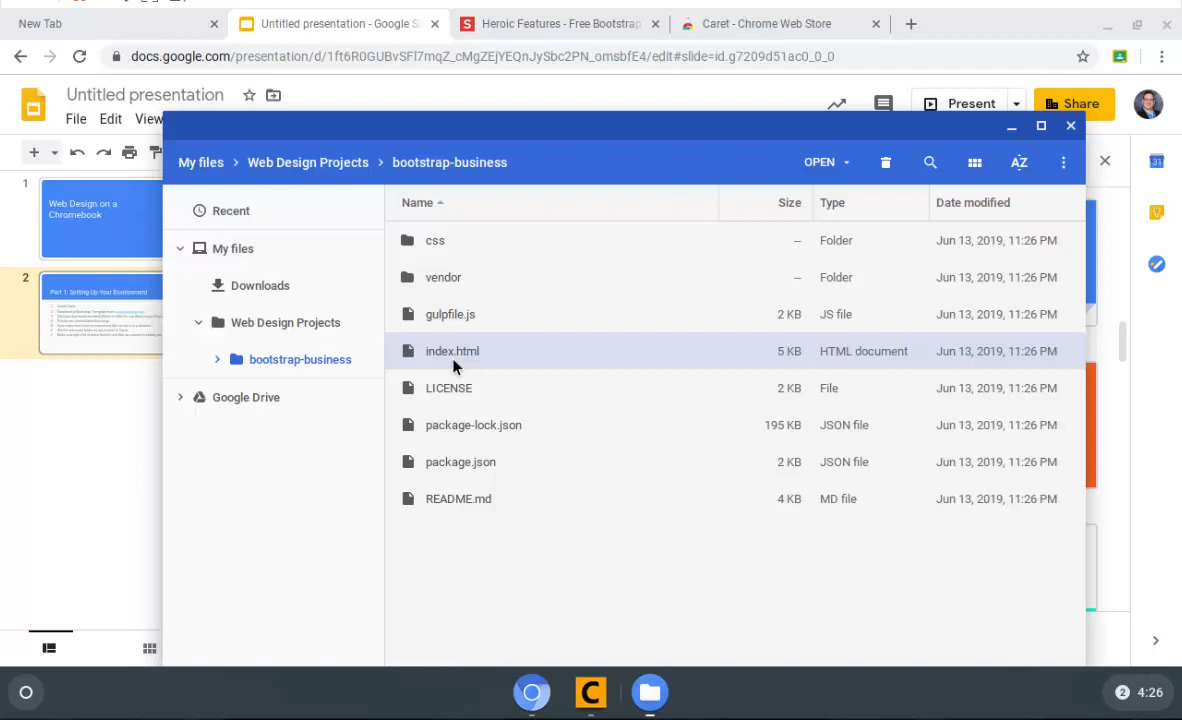 New Tab
Untitled presentation - Google Sli
Heroic Features - Free Bootstrap
Caret - Chrome Web Store
docs.google.com/presentation/d/1ft6R0GUBvSFl7mqZ_cMgZEjYEQnJySbc2PN_omsbfE4/edit#slide=id.g7209d51ac0_0_0
Untitled presentation
File Edit View
Present
Share
My files > Web Design Projects > bootstrap-business
OPEN
AZ
Recent
My files
Downloads
Web Design Projects
bootstrap-business
Google Drive
Name Size Type Date modified
css -- Folder Jun 13, 2019, 11:26 PM
vendor -- Folder Jun 13, 2019, 11:26 PM
gulpfile.js 2 KB JS file Jun 13, 2019, 11:26 PM
index.html 5 KB HTML document Jun 13, 2019, 11:26 PM
LICENSE 2 KB File Jun 13, 2019, 11:26 PM
package-lock.json 195 KB JSON file Jun 13, 2019, 11:26 PM
package.json 2 KB JSON file Jun 13, 2019, 11:26 PM
README.md 4 KB MD file Jun 13, 2019, 11:26 PM
1
Web Design on a
Chromebook
2
Part 1: Setting Up Your Environment
31
C
2 4:26